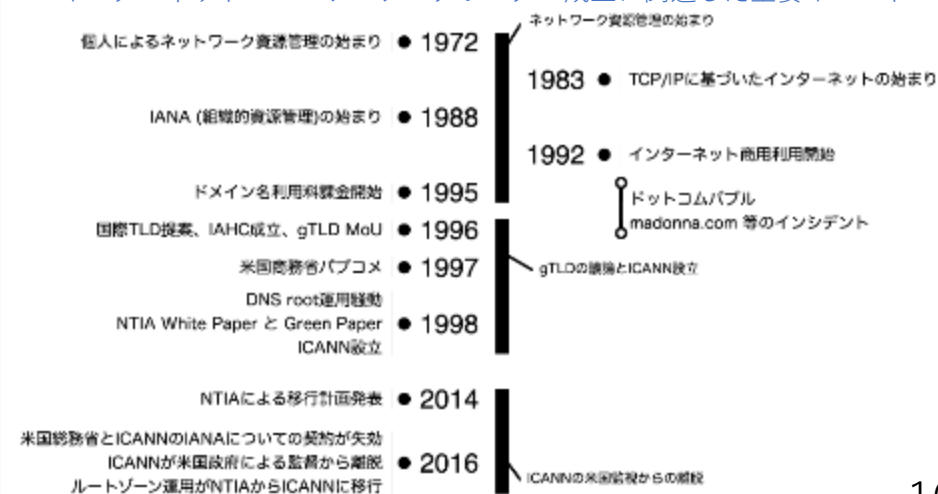 ネットワーク資源管理の始まり
個人によるネットワーク資源管理の始まり ● 1972
1983 ● TCP/IPに基づいたインターネットの始まり
IANA (組織的資源管理)の始まり ● 1988
1992 ● インターネット商用利用開始
ドメイン名利用料課金開始 ● 1995
ドットコムバブル
madonna.com 等のインシデント
国際TLD提案、IAHC成立、gTLD MoU ● 1996
米国商務省パブコメ ● 1997
gTLDの議論とICANN設立
DNS root運用騒動
NTIA White Paper と Green Paper ● 1998
ICANN設立
NTIAによる移行計画発表 ● 2014
米国総務省とICANNのIANAについての契約が失効
ICANNが米国政府による監督から離脱 ● 2016
ICANNの米国監視からの離脱
ルートゾーン運用がNTIAからICANNに移行